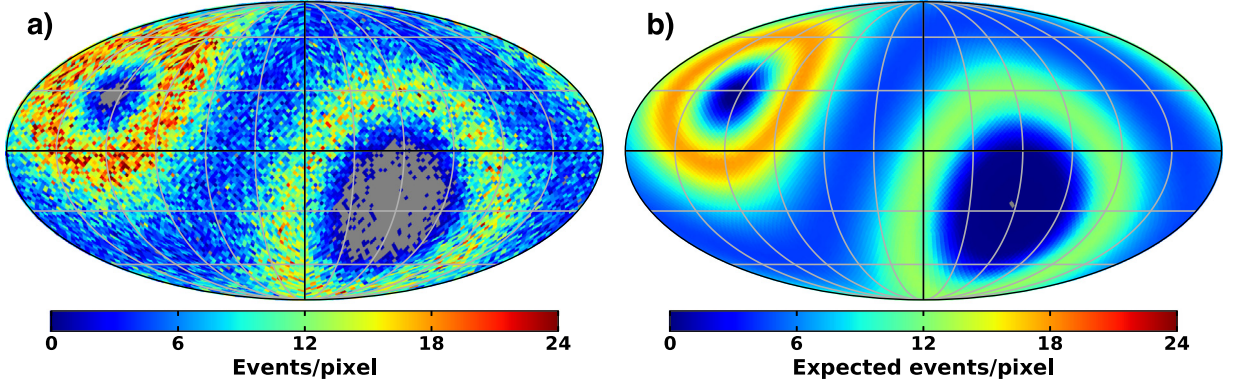 a)
b)
0 6 12 18 24
Events/pixel
0 6 12 18 24
Expected events/pixel